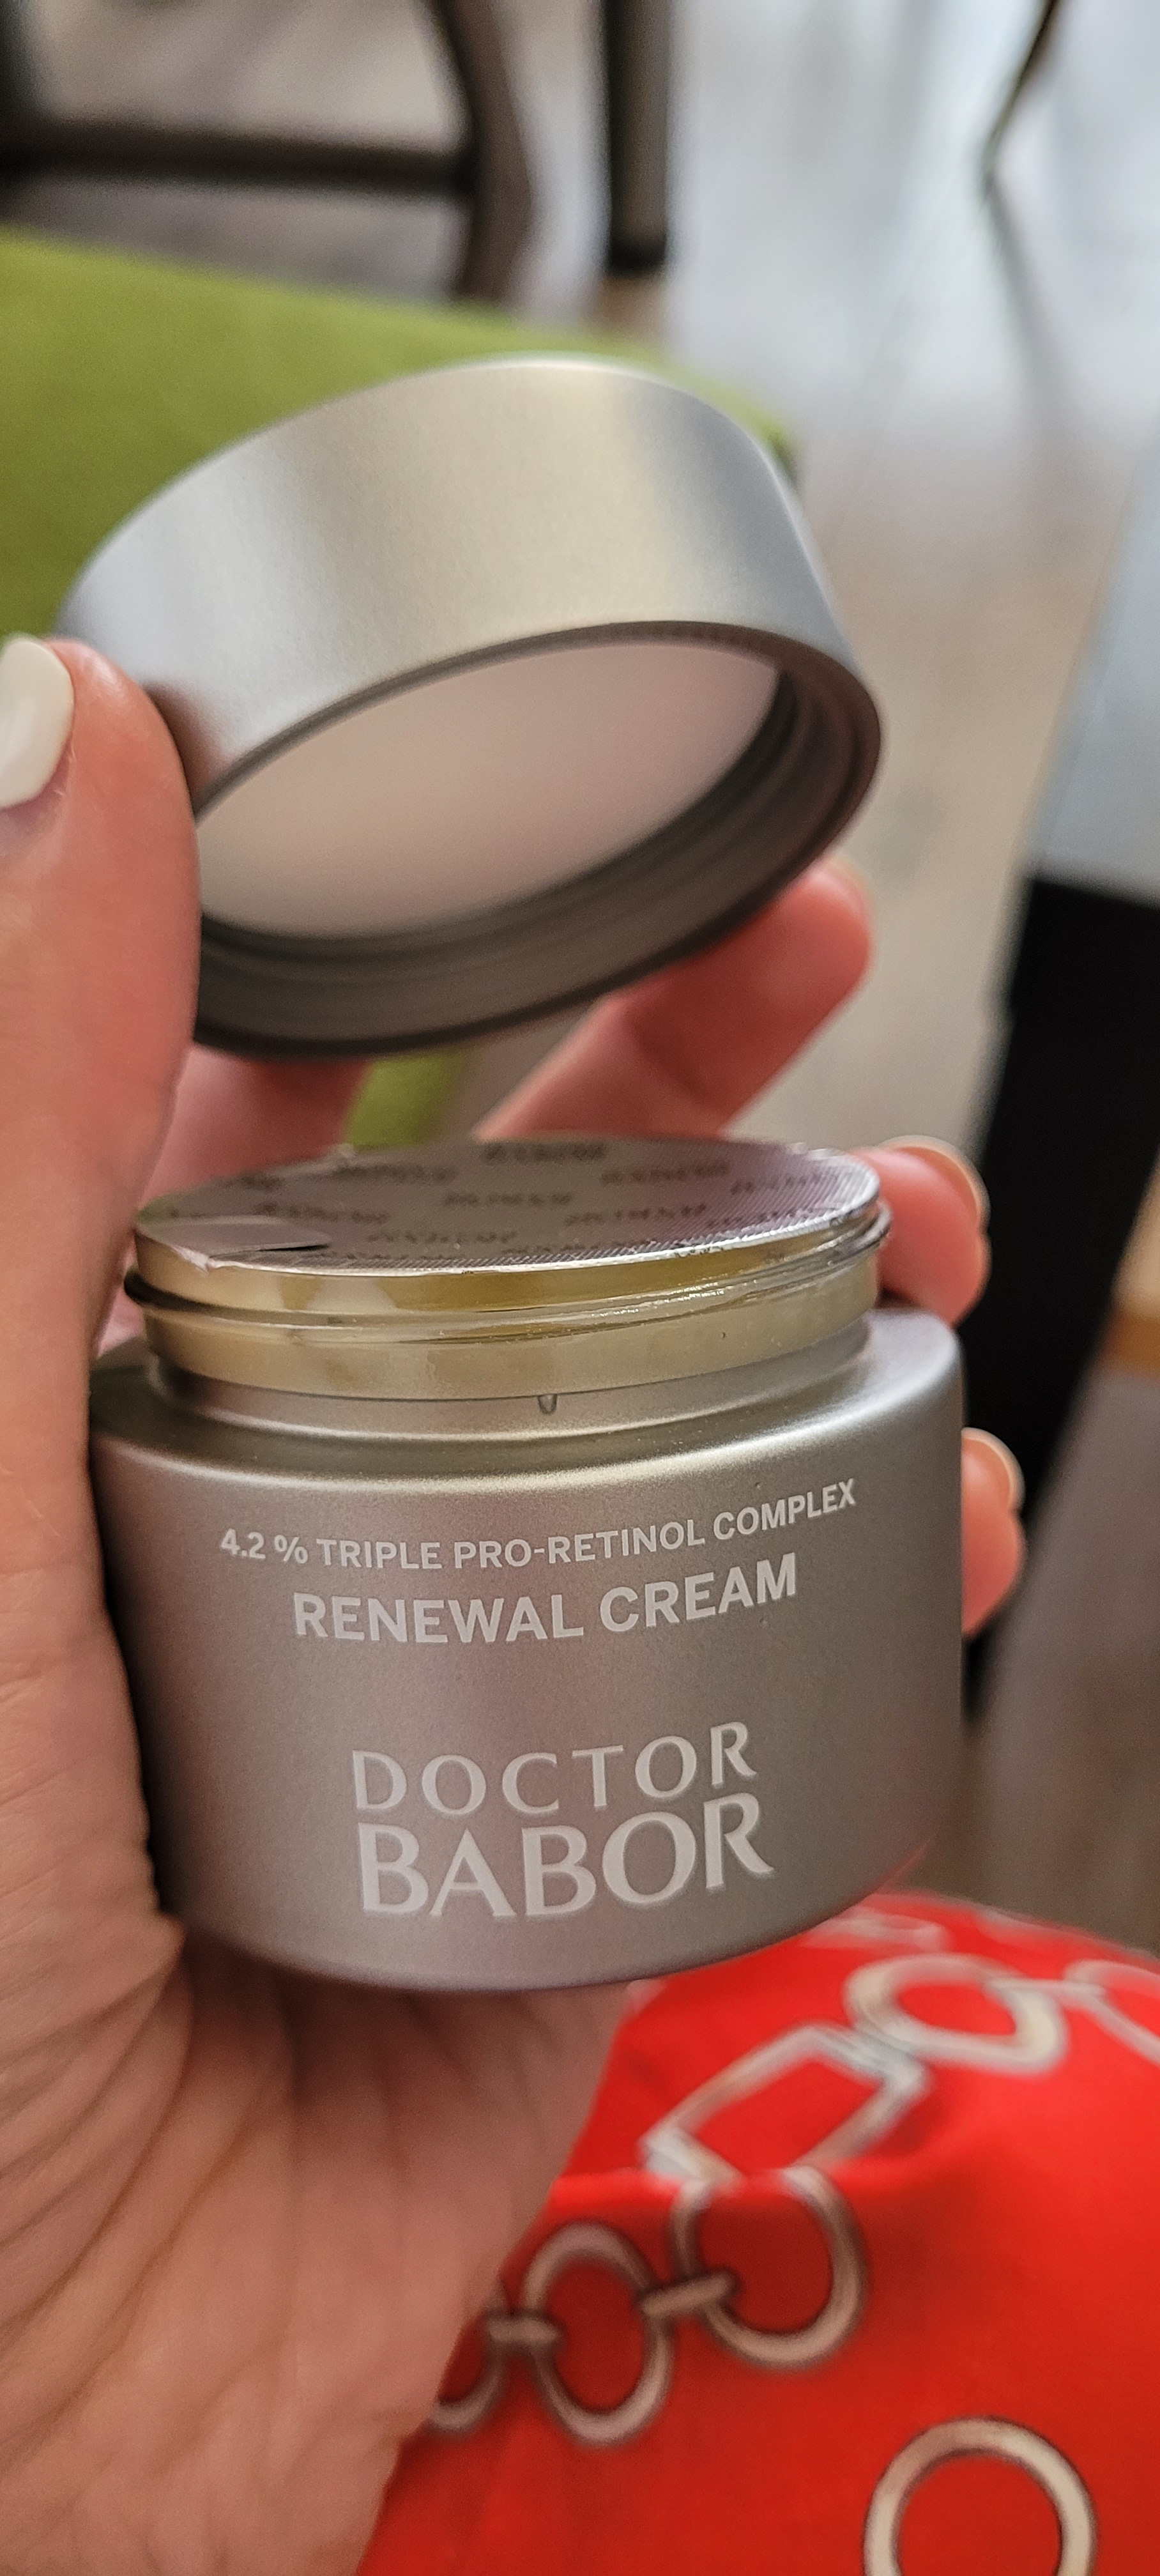 4.2 % TRIPLE PRO-RETINOL COMPLEX
RENEWAL CREAM
DOCTOR
BABOR